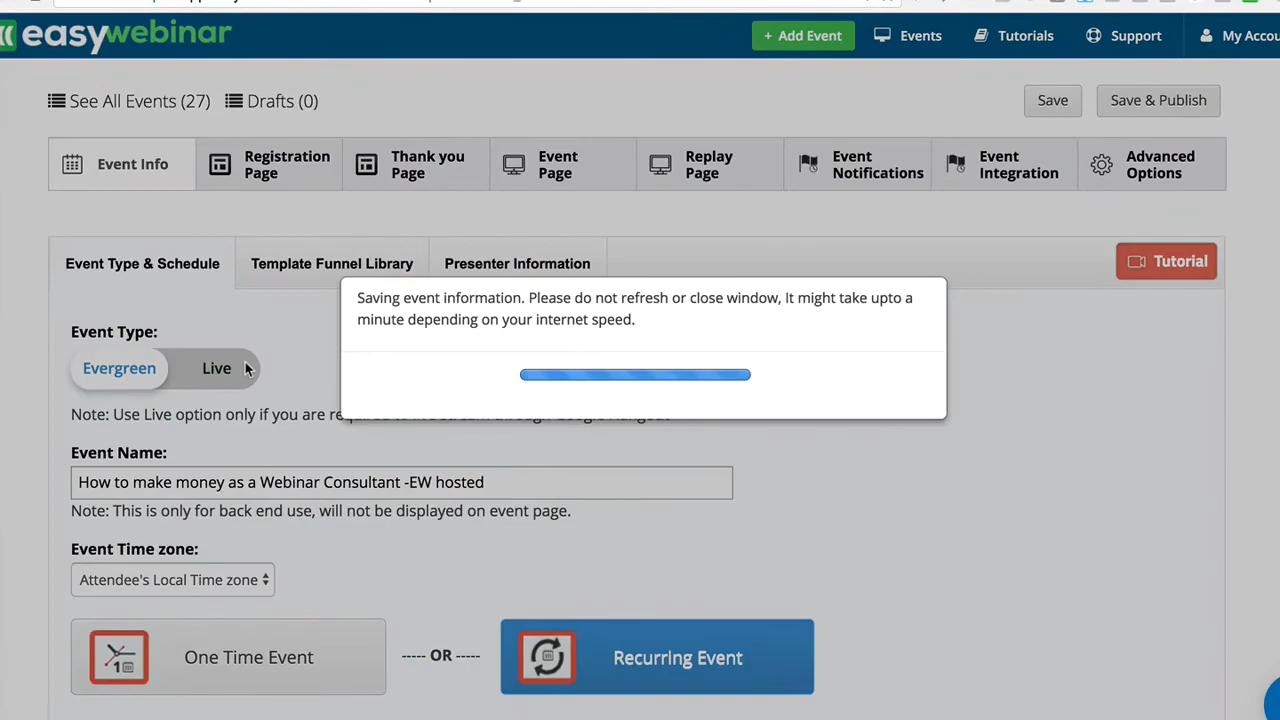 easywebinar
+ Add Event
Events
Tutorials
Support
My Accou
See All Events (27)
Drafts (0)
Save
Save & Publish
Event Info
Registration
Page
Thank you
Page
Event
Page
Replay
Page
Event
Notifications
Event
Integration
Advanced
Options
Event Type & Schedule
Template Funnel Library
Presenter Information
Tutorial
Saving event information. Please do not refresh or close window, It might take upto a
minute depending on your internet speed.
Event Type:
Evergreen
Live
Note: Use Live option only if you are
Event Name:
How to make money as a Webinar Consultant -EW hosted
Note: This is only for back end use, will not be displayed on event page.
Event Time zone:
Attendee's Local Time zone
1
One Time Event
----- OR -----
Recurring Event